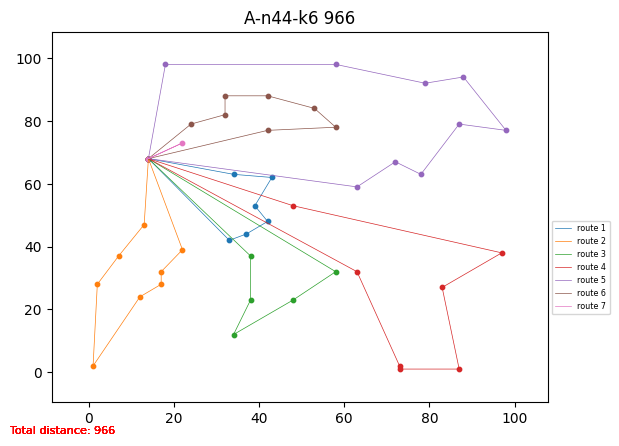 A-n44-k6 966
100
80
60
40
20
0
0 20 40 60 80 100
route 1
route 2
route 3
route 4
route 5
route 6
route 7
Total distance: 966